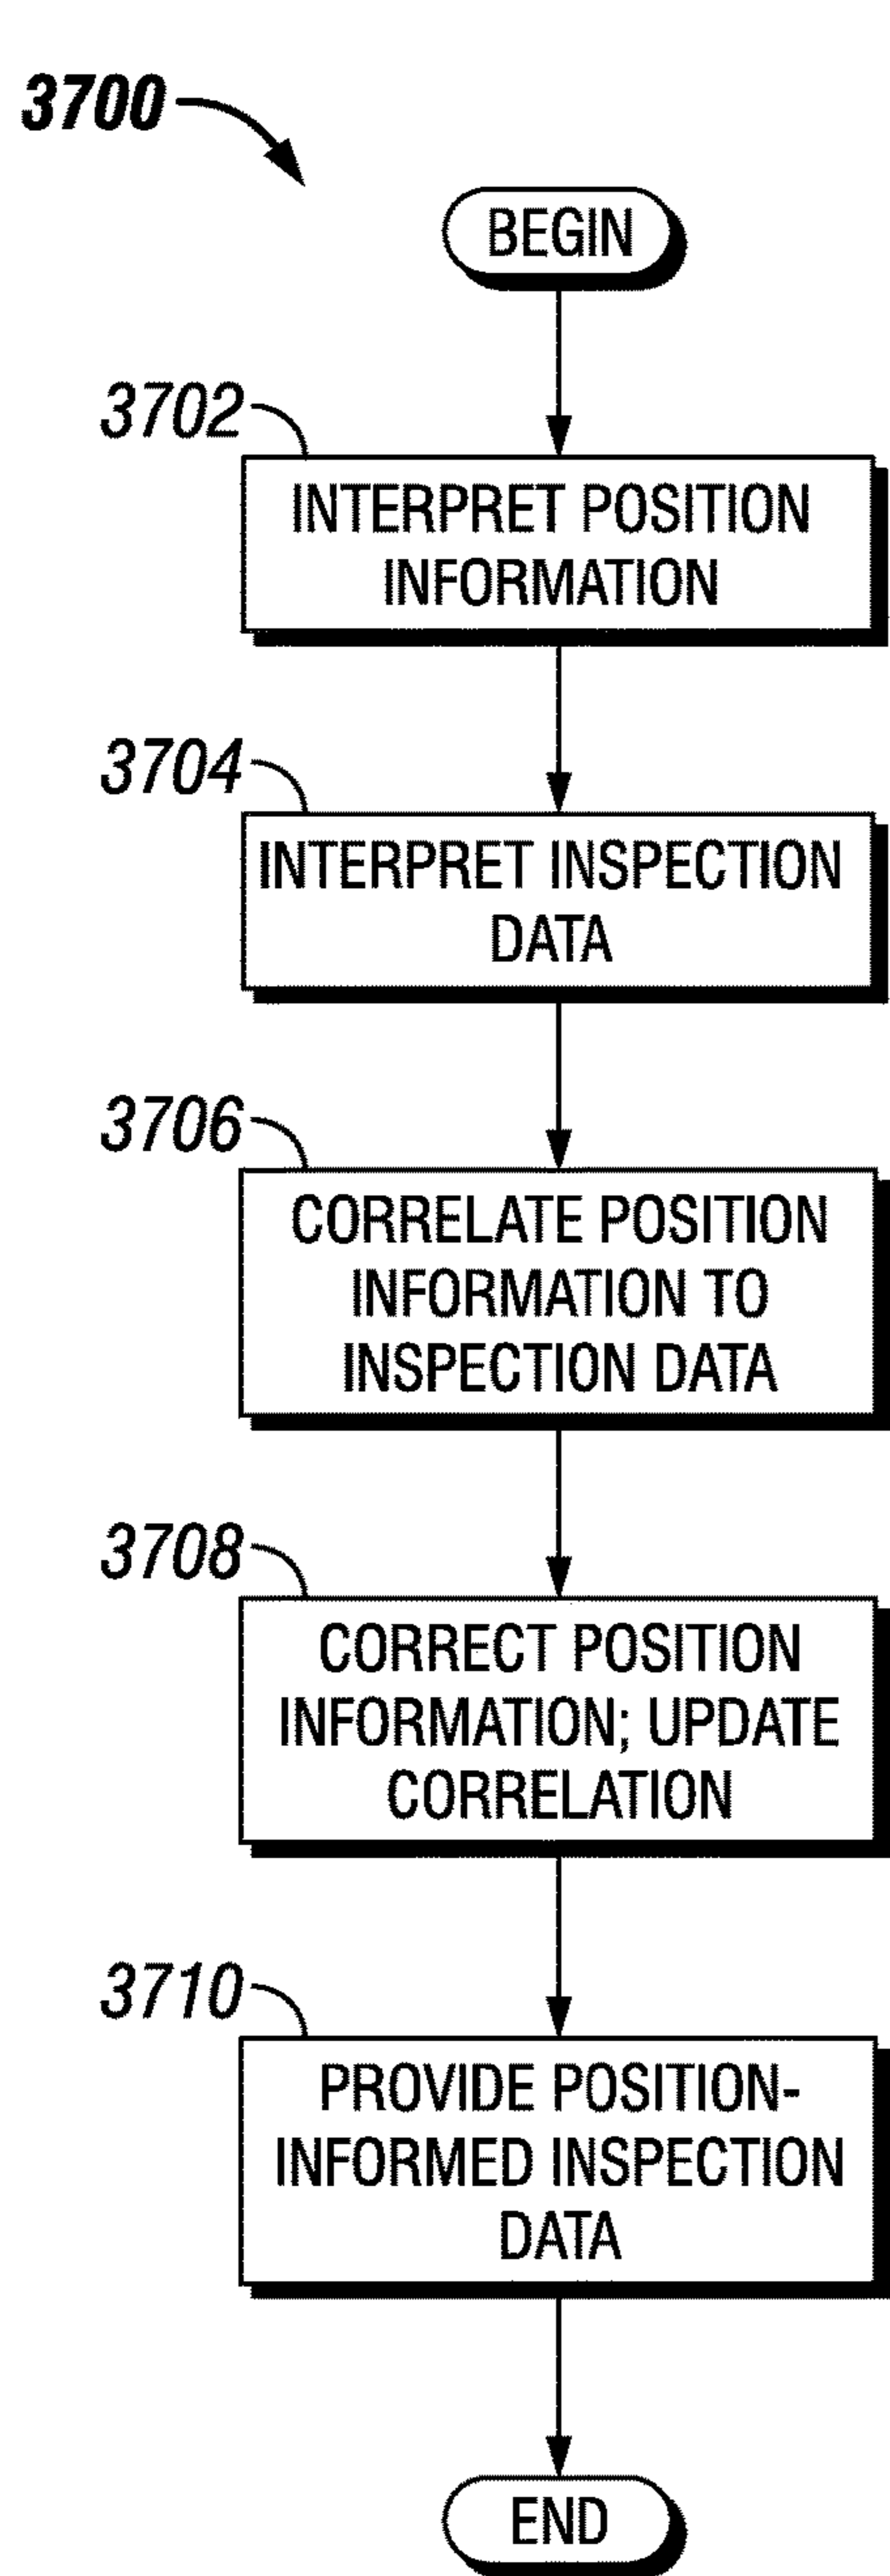 3700
BEGIN
3702
INTERPRET POSITION
INFORMATION
3704
INTERPRET INSPECTION
DATA
3706
CORRELATE POSITION
INFORMATION TO
INSPECTION DATA
3708
CORRECT POSITION
INFORMATION; UPDATE
CORRELATION
3710
PROVIDE POSITION-
INFORMED INSPECTION
DATA
END